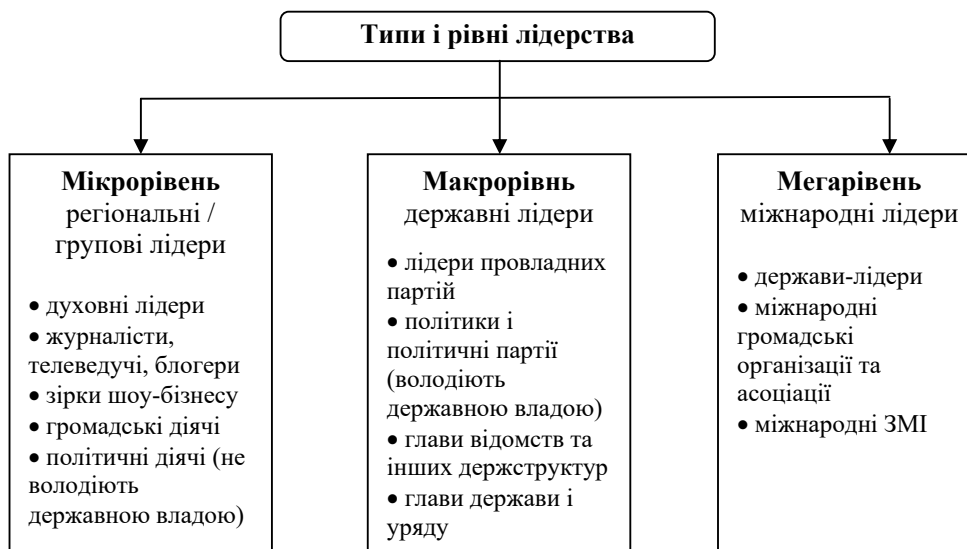 Типи і рівні лідерства
Мікрорівень
регіональні /
групові лідери
• духовні лідери
• журналісти,
телеведучі, блогери
• зірки шоу-бізнесу
• громадські діячі
• політичні діячі (не
володіють
державною владою)
Макрорівнь
державні лідери
• лідери провладних
партій
• політики і
політичні партії
(володіють
державною владою)
• глави відомств та
інших держструктур
• глави держави і
уряду
Мегарівень
міжнародні лідери
• держави-лідери
• міжнародні
громадські
організації та
асоціації
• міжнародні ЗМІ